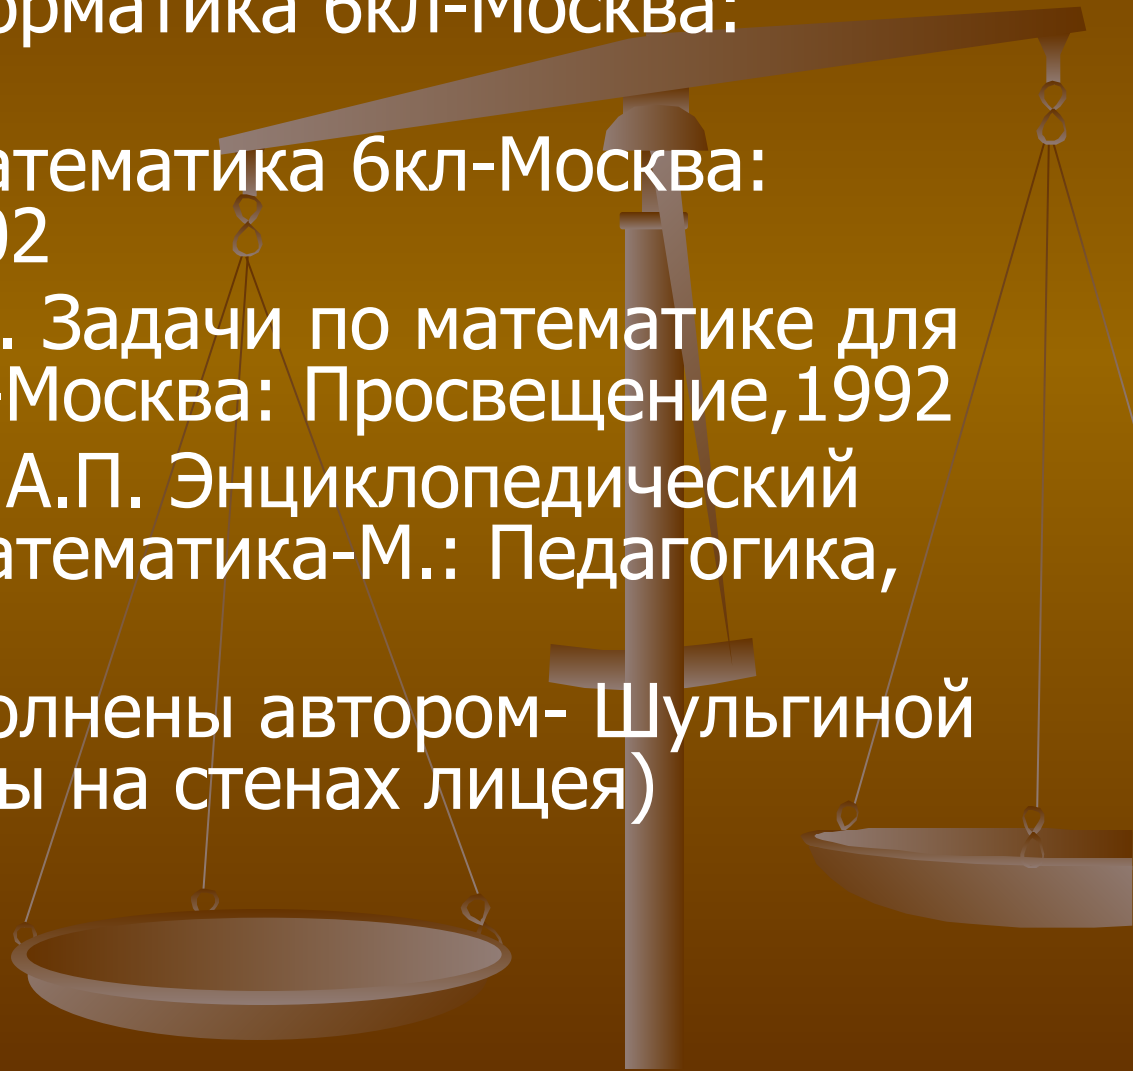 орматика 6кл-Москва:
атематика 6кл-Москва:
02
. Задачи по математике для
-Москва: Просвещение,1992
А.П. Энциклопедический
атематика-М.: Педагогика,
олнены автором- Шульгиной
ы на стенах лицея)